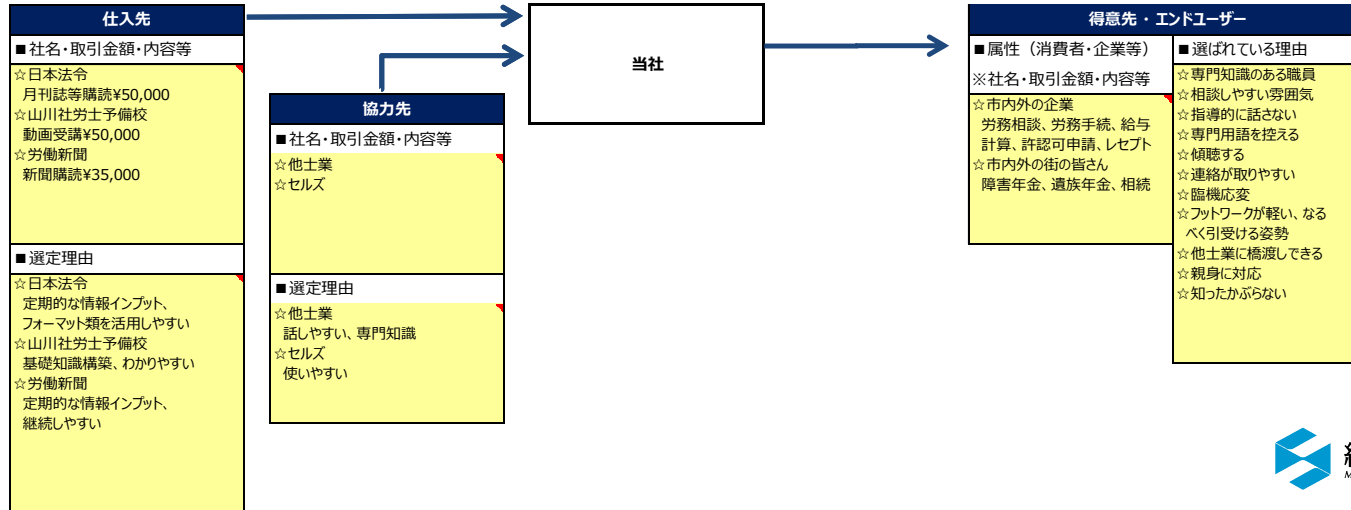 仕入先
■社名・取引金額・内容等
☆日本法令
月刊誌等購読¥50,000
☆山川社労士予備校
動画受講¥50,000
☆労働新聞
新聞購読¥35,000
■選定理由
☆日本法令
定期的な情報インプット、
フォーマット類を活用しやすい
☆山川社労士予備校
基礎知識構築、わかりやすい
☆労働新聞
定期的な情報インプット、
継続しやすい
協力先
■社名・取引金額・内容等
☆他士業
☆セルズ
■選定理由
☆他士業
話しやすい、専門知識
☆セルズ
使いやすい
当社
得意先・エンドユーザー
■属性（消費者・企業等）
※社名・取引金額・内容等
☆市内外の企業
労務相談、労務手続、給与
計算、許認可申請、レセプト
☆市内外の街の皆さん
障害年金、遺族年金、相続
■選ばれている理由
☆専門知識のある職員
☆相談しやすい雰囲気
☆指導的に話さない
☆専門用語を控える
☆傾聴する
☆連絡が取りやすい
☆臨機応変
☆フットワークが軽い、なる
べく引受ける姿勢
☆他士業に橋渡しできる
☆親身に対応
☆知ったかぶらない